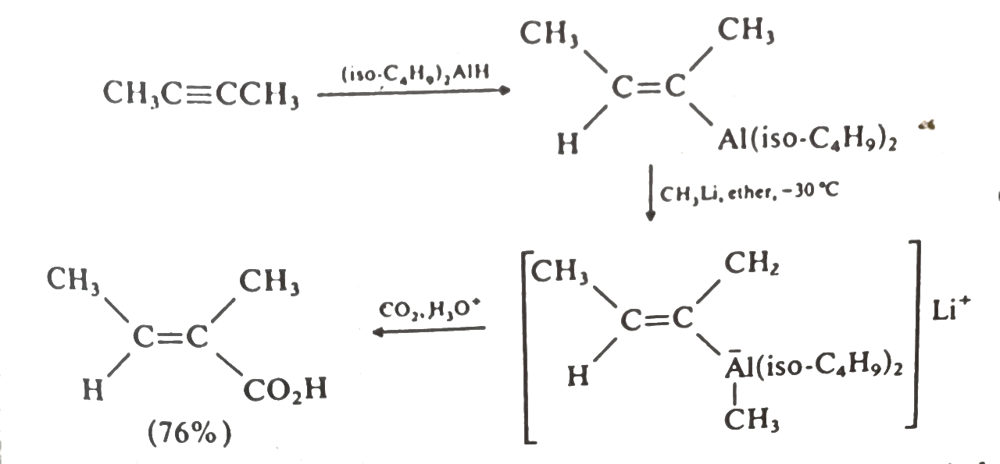 CH₃C≡CCH₃
(iso-C₄H₉)₂AlH
CH₃
CH₃
C=C
H
Al(iso-C₄H₉)₂
CH₃Li, ether, -30 °C
CH₃
CH₂
C=C
H
Āl(iso-C₄H₉)₂
CH₃
Li⁺
CO₂, H₃O⁺
CH₃
CH₃
C=C
H
CO₂H
(76%)